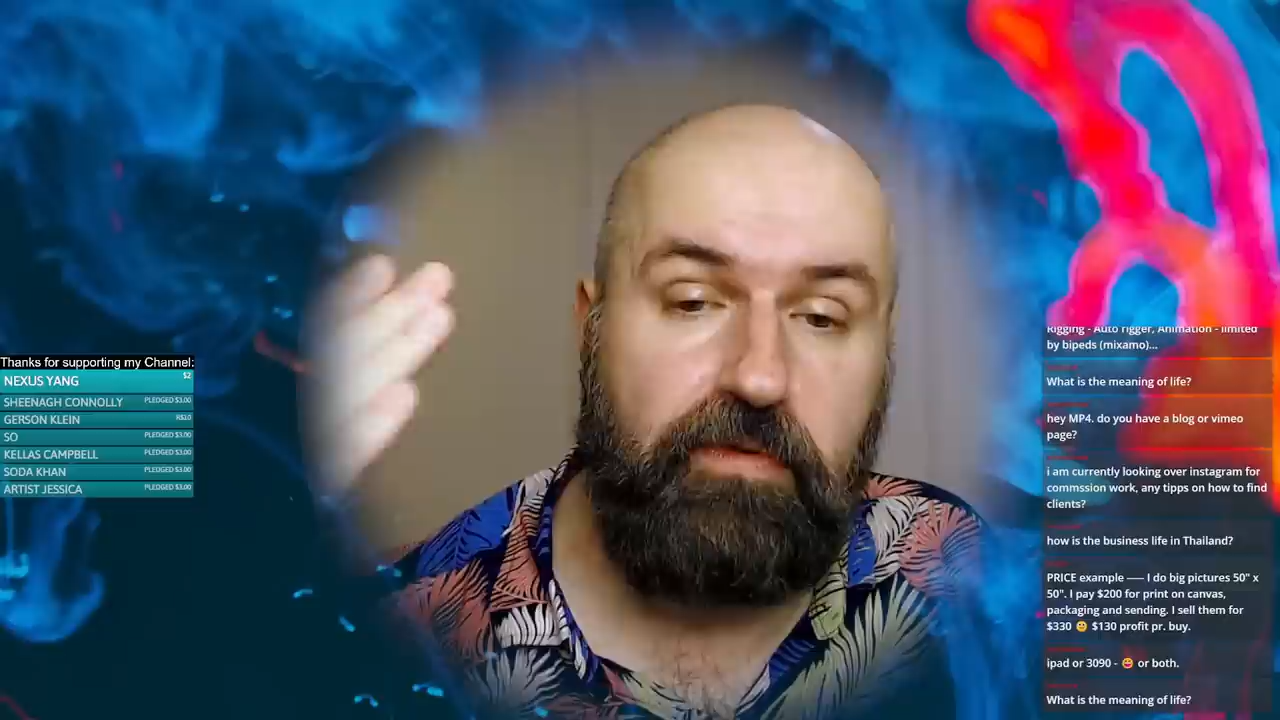 Thanks for supporting my Channel:
NEXUS YANG $2
SHEENAGH CONNOLLY PLEDGED $3.00
GERSON KLEIN R$10
SO PLEDGED $3.00
KELLAS CAMPBELL PLEDGED $3.00
SODA KHAN PLEDGED $3.00
ARTIST JESSICA PLEDGED $3.00
Rigging - Auto rigger, Animation - limited
by bipeds (mixamo)...
What is the meaning of life?
hey MP4. do you have a blog or vimeo
page?
i am currently looking over instagram for
commssion work, any tipps on how to find
clients?
how is the business life in Thailand?
PRICE example —– I do big pictures 50" x
50". I pay $200 for print on canvas,
packaging and sending. I sell them for
$330 🙂 $130 profit pr. buy.
ipad or 3090 - 😜 or both.
What is the meaning of life?